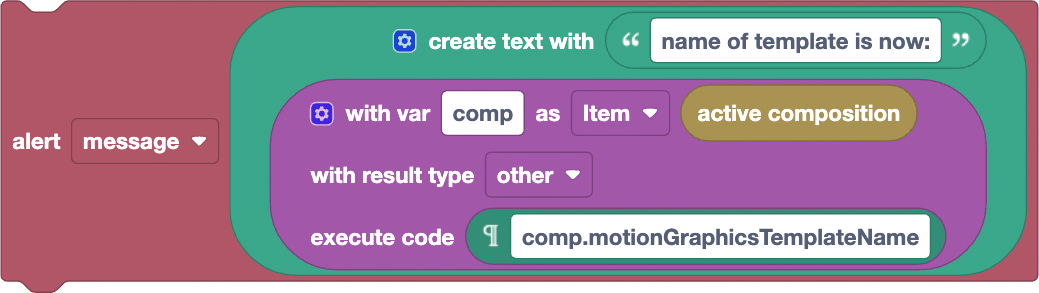 create text with “ name of template is now: ”
with var comp as Item active composition
alert message
with result type other
execute code ¶ comp.motionGraphicsTemplateName